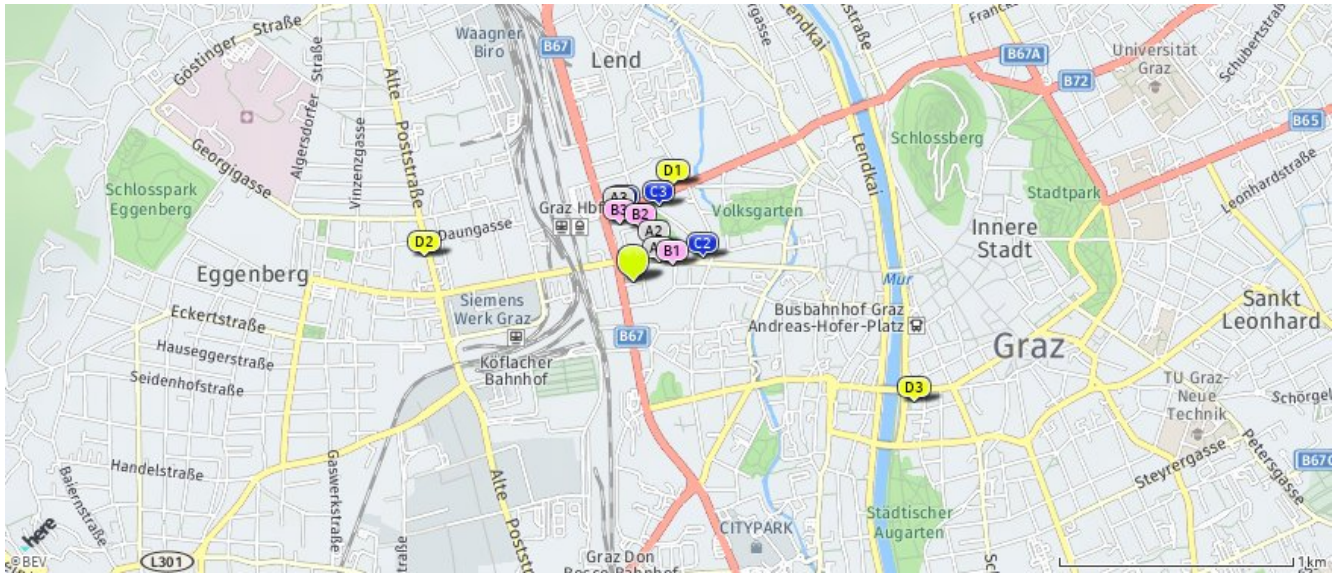 Göstinger Straße
Waagner
Biro
B67
Lend
Lendkai
B67A
B72
Universität
Graz
Schubertstraße
B65
Leonhardstraße
Algersdorfer Straße
Alte Poststraße
Vinzenzgasse
Georgigasse
Schlosspark
Eggenberg
Schlossberg
Stadtpark
Lendkai
D1
C3
A3
B3
B2
Graz Hbf
A2
B1
C2
Volksgarten
Innere
Stadt
Daungasse
D2
Eggenberg
Mur
Siemens
Werk Graz
Busbahnhof Graz
Andreas-Hofer-Platz
Sankt
Leonhard
Eckertstraße
Hauseggerstraße
Seidenhofstraße
B67
Köflacher
Bahnhof
Graz
D3
TU Graz-
Neue
Technik
Handelstraße
Baiernstraße
Gaswerkstraße
Alte
Steyrergasse
Petersgasse
Städtischer
Augarten
CITYPARK
Graz Don
L301
here
©BEV
1km